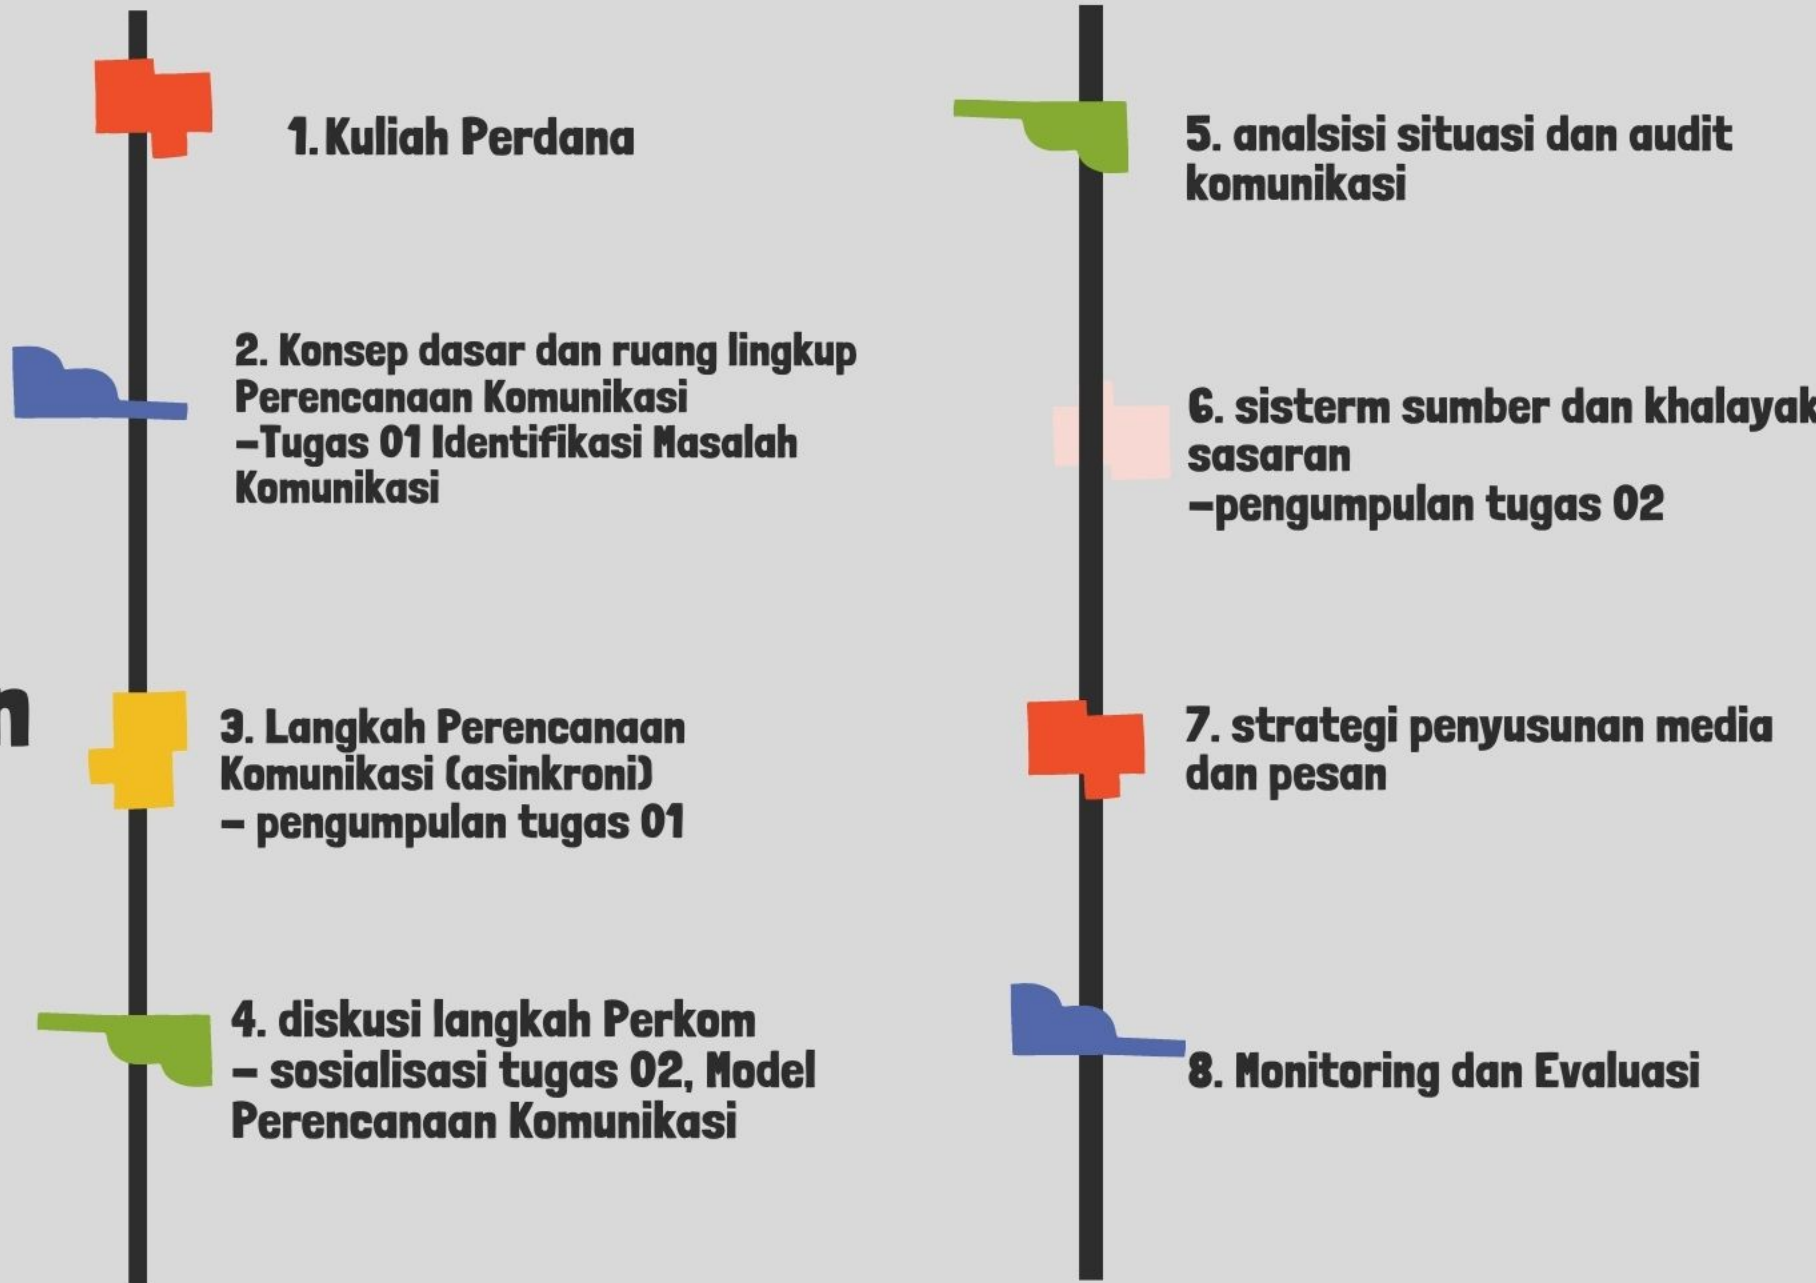 1. Kuliah Perdana
2. Konsep dasar dan ruang lingkup
Perencanaan Komunikasi
-Tugas 01 Identifikasi Masalah
Komunikasi
n
3. Langkah Perencanaan
Komunikasi (asinkroni)
- pengumpulan tugas 01
4. diskusi langkah Perkom
- sosialisasi tugas 02, Model
Perencanaan Komunikasi
5. analsisi situasi dan audit
komunikasi
6. sisterm sumber dan khalayak
sasaran
-pengumpulan tugas 02
7. strategi penyusunan media
dan pesan
8. Monitoring dan Evaluasi